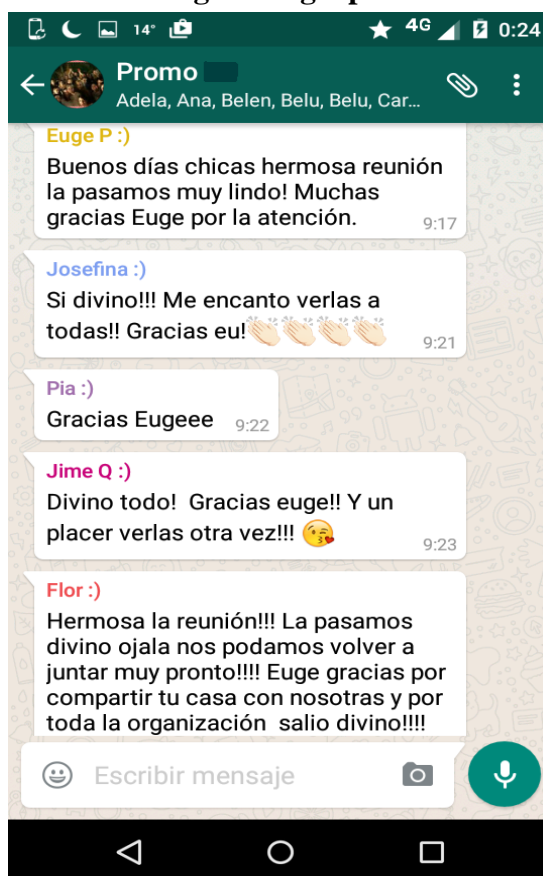 14°
4G
0:24
Promo
Adela, Ana, Belen, Belu, Belu, Car...
Euge P :)
Buenos días chicas hermosa reunión
la pasamos muy lindo! Muchas
gracias Euge por la atención.
9:17
Josefina :)
Si divino!!! Me encanto verlas a
todas!! Gracias eu!👏🏻👏🏻👏🏻👏🏻
9:21
Pia :)
Gracias Eugeee
9:22
Jime Q :)
Divino todo! Gracias euge!! Y un
placer verlas otra vez!!! 😘
9:23
Flor :)
Hermosa la reunión!!! La pasamos
divino ojala nos podamos volver a
juntar muy pronto!!!! Euge gracias por
compartir tu casa con nosotras y por
toda la organización salio divino!!!!
Escribir mensaje